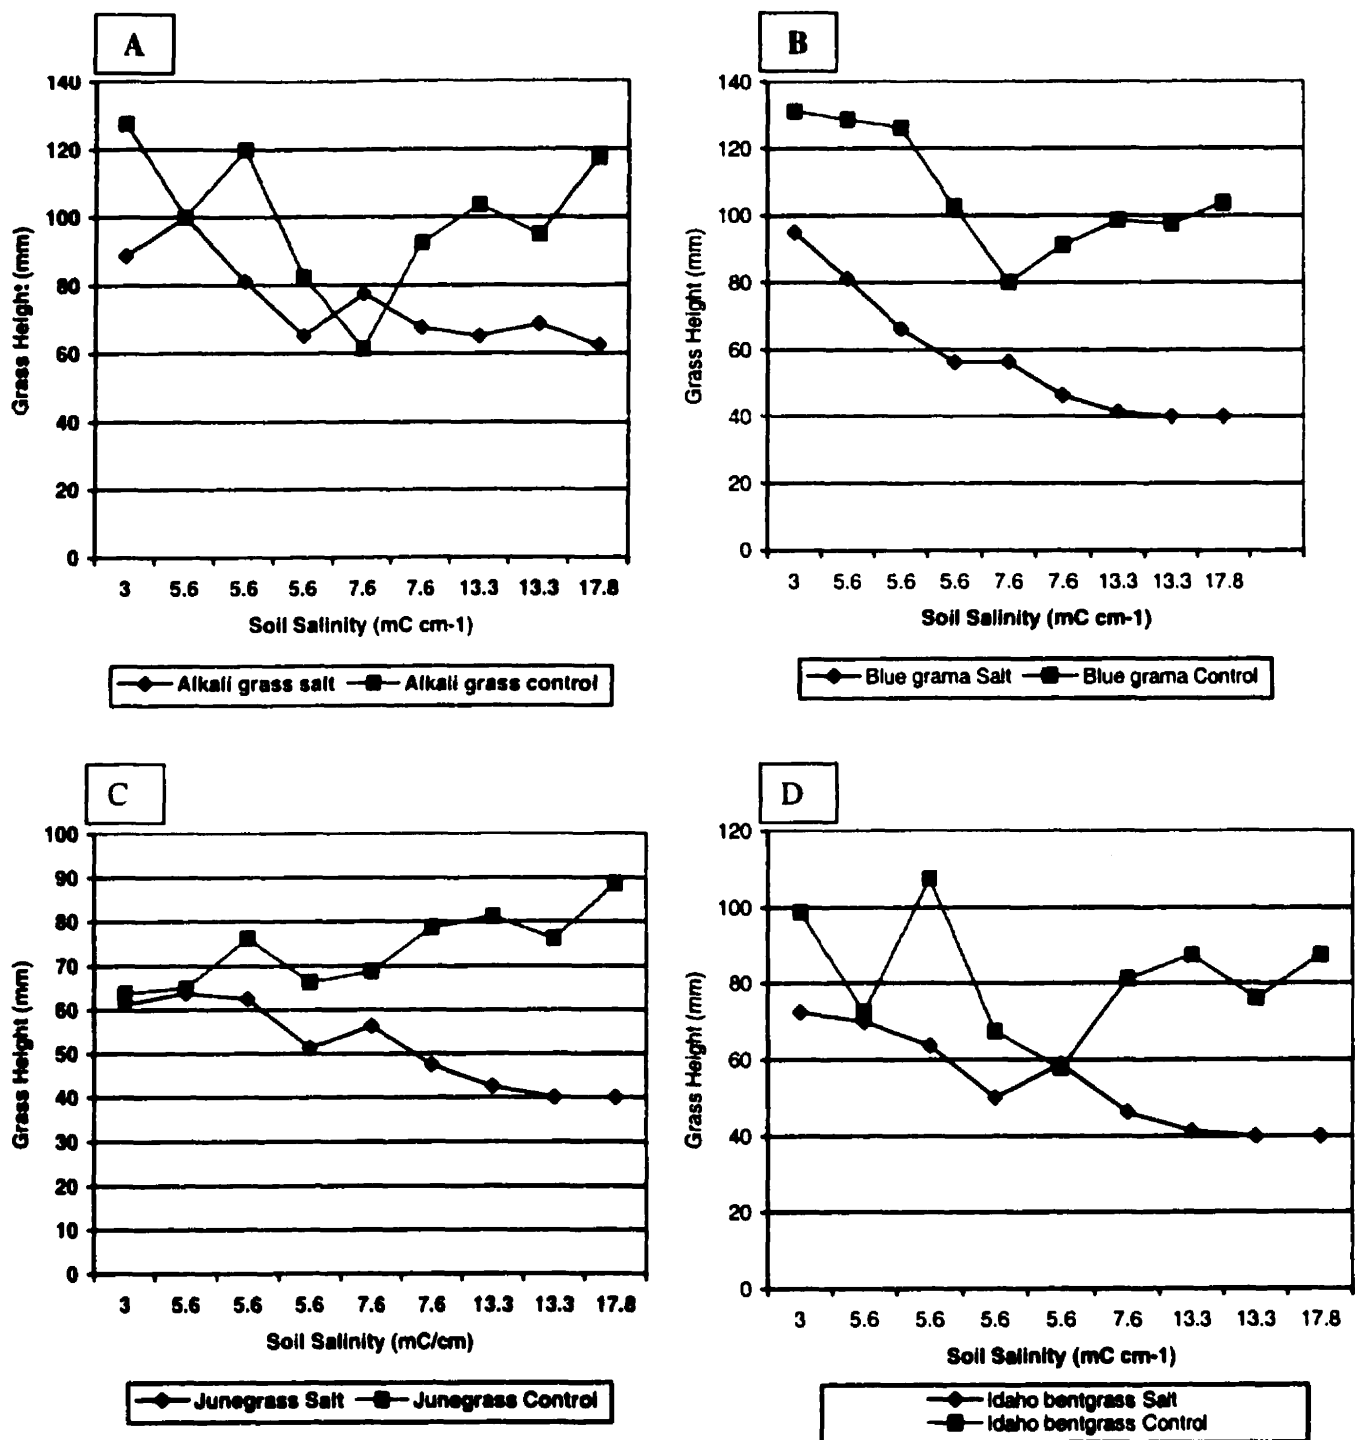 A
140
120
100
80
60
40
20
0
Grass Height (mm)
3 5.6 5.6 5.6 7.6 7.6 13.3 13.3 17.8
Soil Salinity (mC cm-1)
Alkali grass salt Alkali grass control
B
140
120
100
80
60
40
20
0
Grass Height (mm)
3 5.6 5.6 5.6 7.6 7.6 13.3 13.3 17.8
Soil Salinity (mC cm-1)
Blue grama Salt Blue grama Control
C
100
90
80
70
60
50
40
30
20
10
0
Grass Height (mm)
3 5.6 5.6 5.6 7.6 7.6 13.3 13.3 17.8
Soil Salinity (mC/cm)
Junegrass Salt Junegrass Control
D
120
100
80
60
40
20
0
Grass Height (mm)
3 5.6 5.6 5.6 5.6 7.6 13.3 13.3 17.8
Soil Salinity (mC cm-1)
Idaho bentgrass Salt
Idaho bentgrass Control